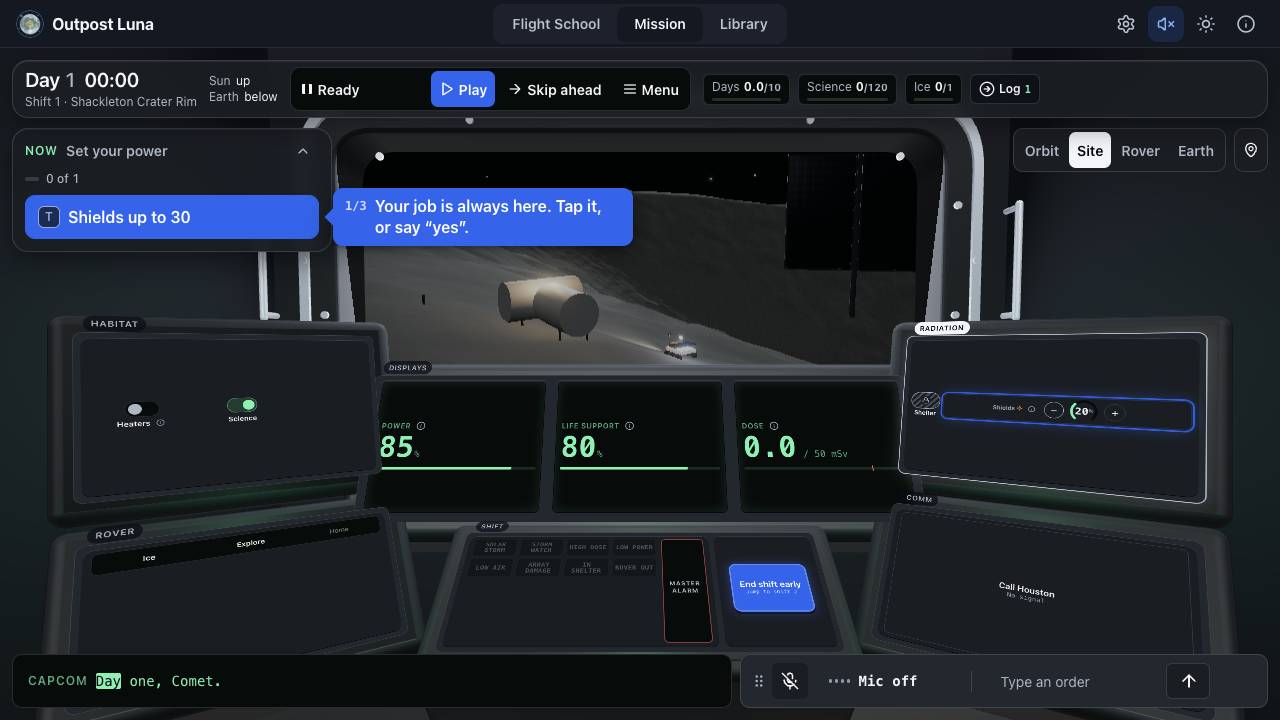 Outpost Luna
Flight School
Mission
Library
Day 1 00:00
Shift 1 · Shackleton Crater Rim
Sun up
Earth below
Ready
Play
Skip ahead
Menu
Days 0.0/10
Science 0/120
Ice 0/1
Log 1
NOW Set your power
0 of 1
T Shields up to 30
1/3 Your job is always here. Tap it,
or say “yes”.
Orbit
Site
Rover
Earth
HABITAT
Heaters
Science
DISPLAYS
POWER
85%
LIFE SUPPORT
80%
DOSE
0.0 / 50 mSv
RADIATION
Shelter
Shields
− 20% +
ROVER
Ice
Explore
Home
SHIFT
SOLAR STORM
STORM WATCH
HIGH DOSE
LOW POWER
LOW AIR
ARRAY DAMAGE
IN SHELTER
ROVER OUT
MASTER
ALARM
End shift early
Jump to shift 2
COMM
Call Houston
No signal
CAPCOM Day one, Comet.
Mic off
Type an order